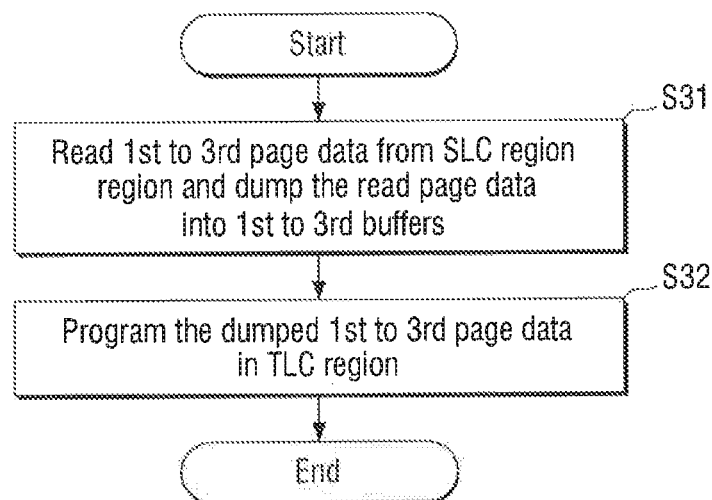 Start
S31
Read 1st to 3rd page data from SLC region
region and dump the read page data
into 1st to 3rd buffers
S32
Program the dumped 1st to 3rd page data
in TLC region
End